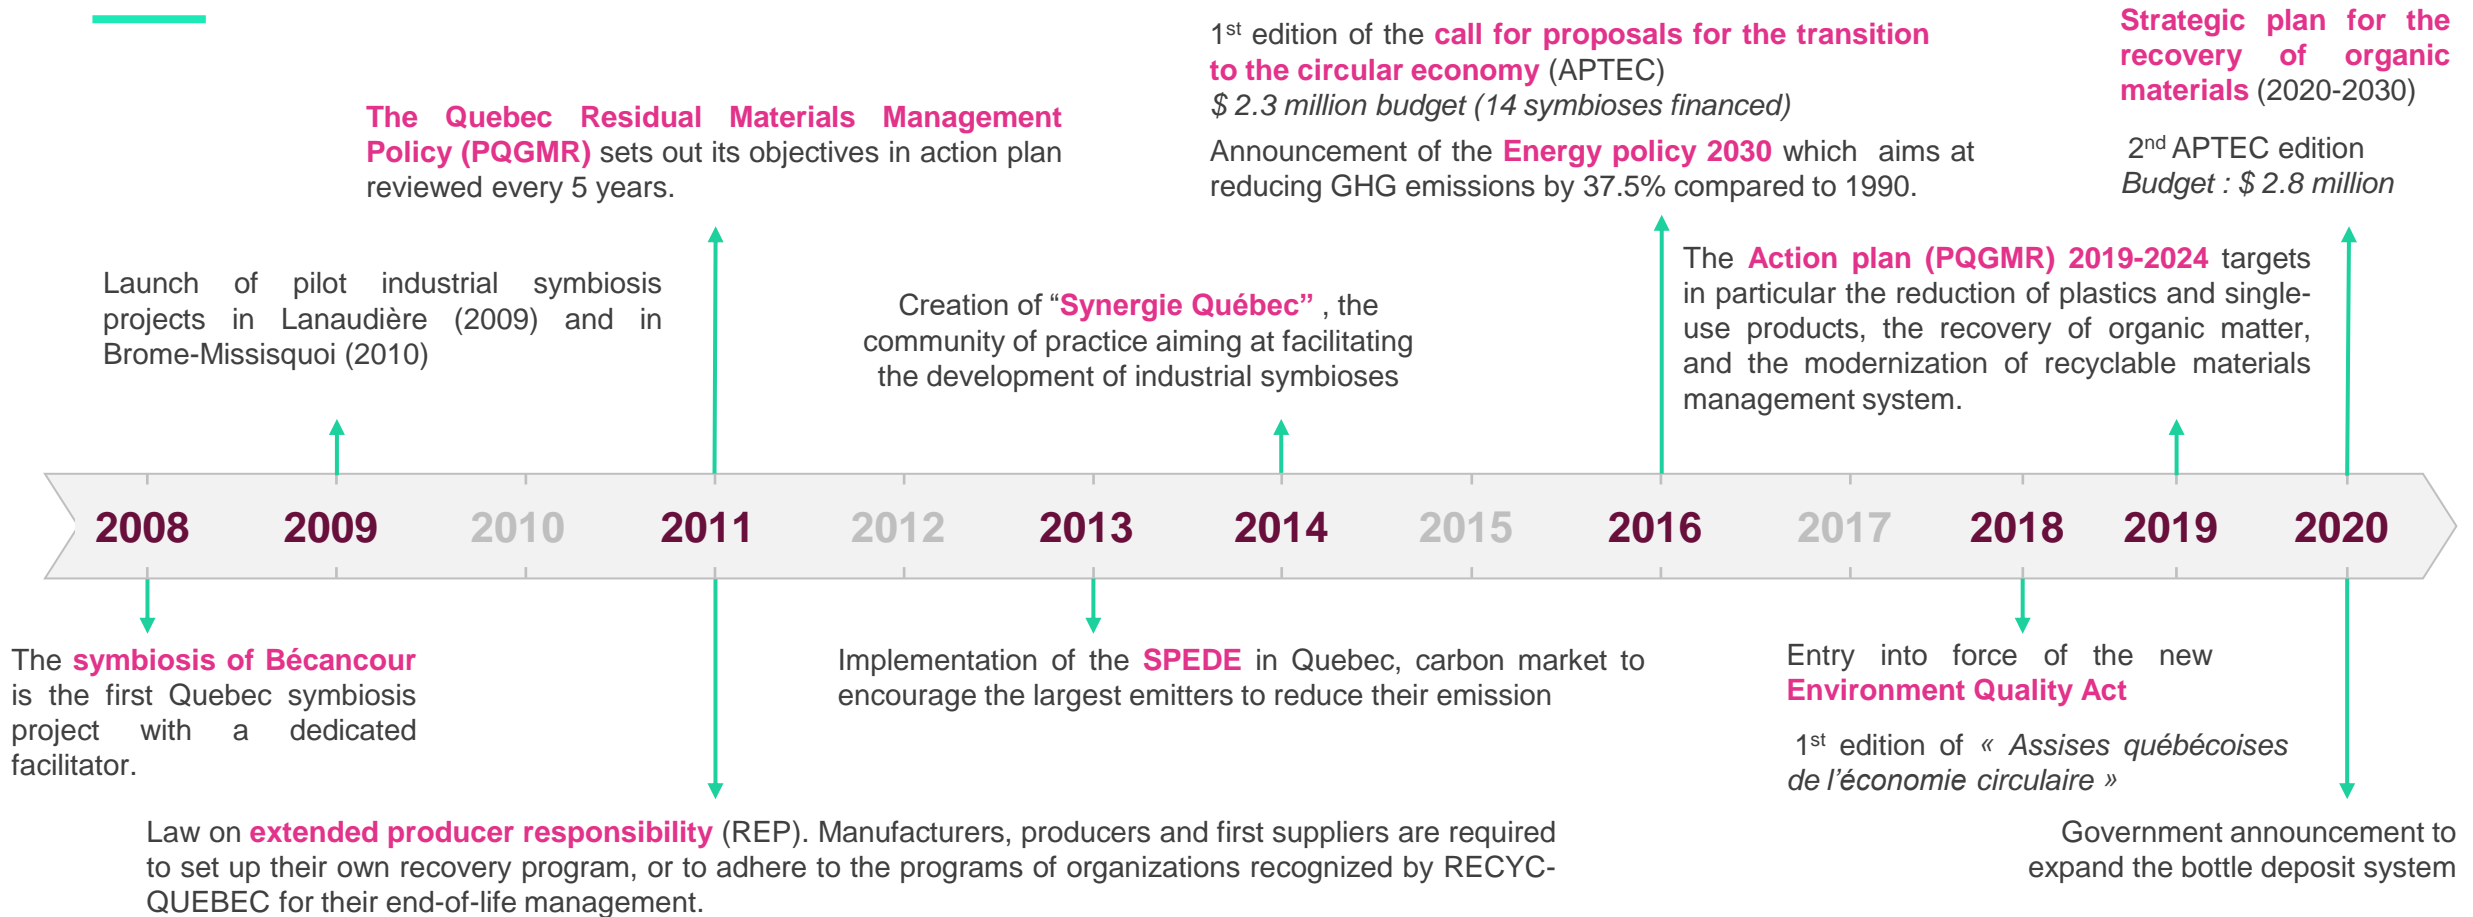 1st edition of the call for proposals for the transition
to the circular economy (APTEC)
$ 2.3 million budget (14 symbioses financed)
Announcement of the Energy policy 2030 which aims at
reducing GHG emissions by 37.5% compared to 1990.
Strategic plan for the
recovery of organic
materials (2020-2030)
2nd APTEC edition
Budget : $ 2.8 million
The Quebec Residual Materials Management
Policy (PQGMR) sets out its objectives in action plan
reviewed every 5 years.
Launch of pilot industrial symbiosis
projects in Lanaudière (2009) and in
Brome-Missisquoi (2010)
Creation of “Synergie Québec” , the
community of practice aiming at facilitating
the development of industrial symbioses
The Action plan (PQGMR) 2019-2024 targets
in particular the reduction of plastics and single-
use products, the recovery of organic matter,
and the modernization of recyclable materials
management system.
2008 2009 2010 2011 2012 2013 2014 2015 2016 2017 2018 2019 2020
The symbiosis of Bécancour
is the first Quebec symbiosis
project with a dedicated
facilitator.
Implementation of the SPEDE in Quebec, carbon market to
encourage the largest emitters to reduce their emission
Entry into force of the new
Environment Quality Act
1st edition of « Assises québécoises
de l’économie circulaire »
Law on extended producer responsibility (REP). Manufacturers, producers and first suppliers are required
to set up their own recovery program, or to adhere to the programs of organizations recognized by RECYC-
QUEBEC for their end-of-life management.
Government announcement to
expand the bottle deposit system